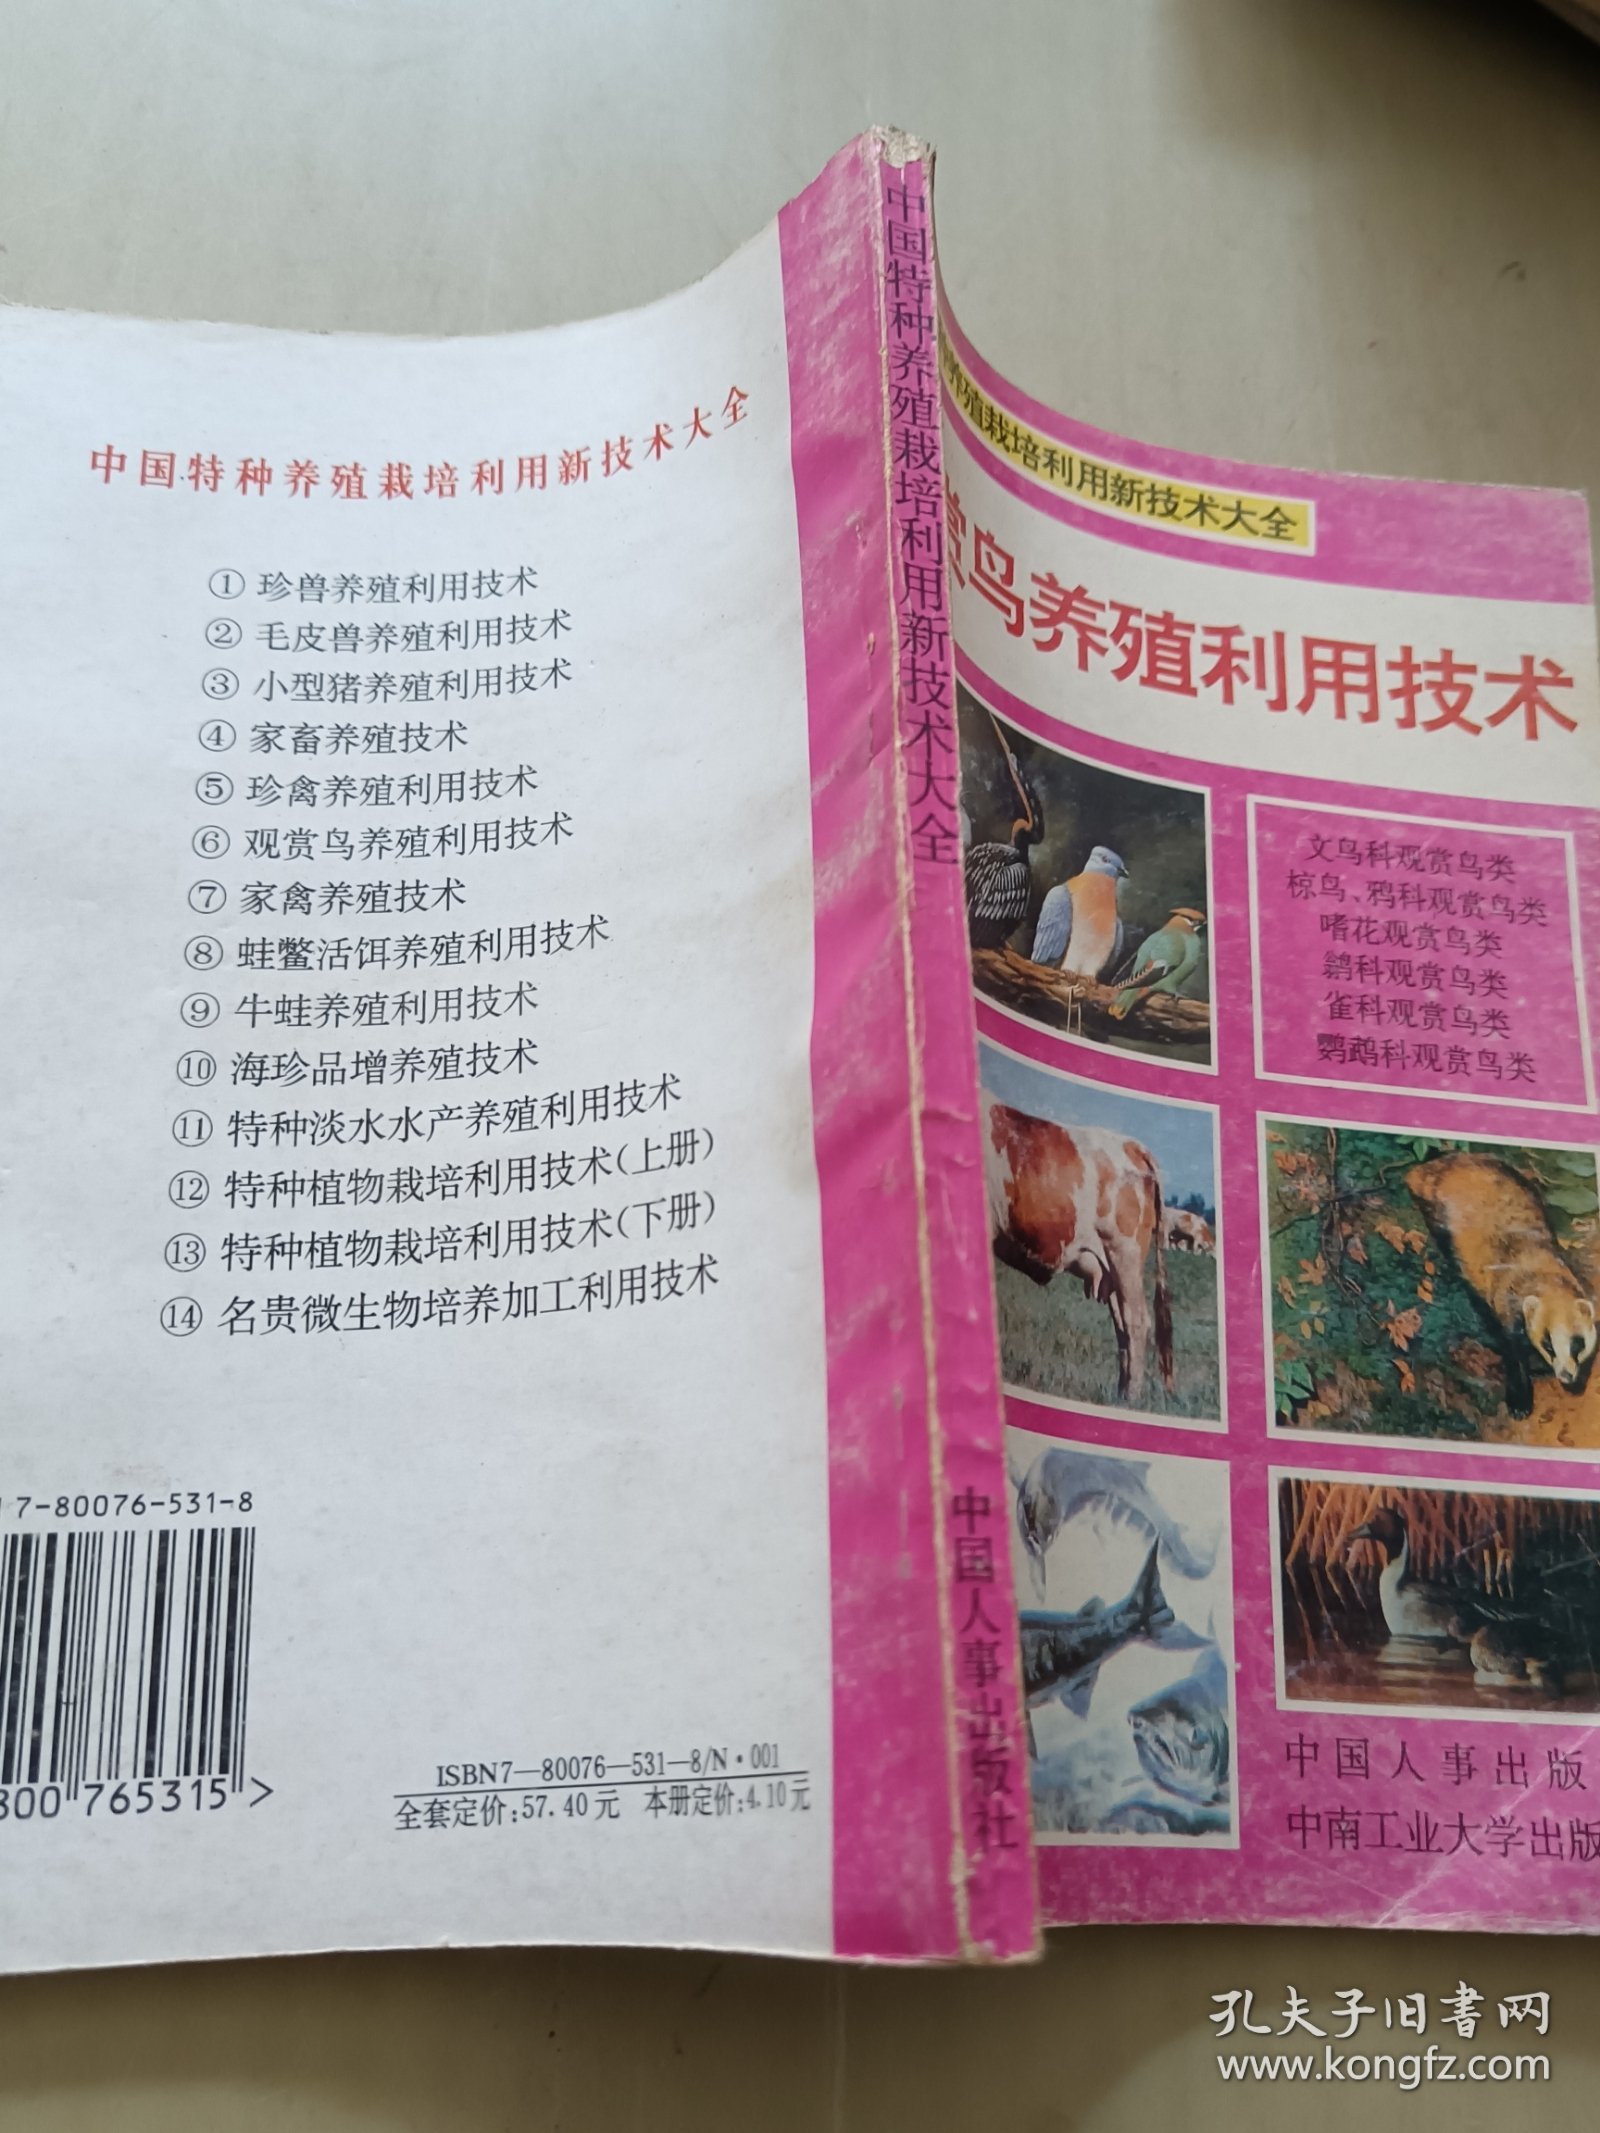 中国特种养殖栽培利用新技术大全
① 珍兽养殖利用技术
② 毛皮兽养殖利用技术
③ 小型猪养殖利用技术
④ 家畜养殖技术
⑤ 珍禽养殖利用技术
⑥ 观赏鸟养殖利用技术
⑦ 家禽养殖技术
⑧ 蛙鳖活饵养殖利用技术
⑨ 牛蛙养殖利用技术
⑩ 海珍品增养殖技术
⑪ 特种淡水水产养殖利用技术
⑫ 特种植物栽培利用技术(上册)
⑬ 特种植物栽培利用技术(下册)
⑭ 名贵微生物培养加工利用技术
7-80076-531-8
800 765315 >
ISBN7—80076—531—8/N·001
全套定价:57.40元 本册定价:4.10元
中国特种养殖栽培利用新技术大全
中国人事出版社
养殖栽培利用新技术大全
赏鸟养殖利用技术
文鸟科观赏鸟类
椋鸟、鸦科观赏鸟类
嗜花观赏鸟类
鹟科观赏鸟类
雀科观赏鸟类
鹦鹉科观赏鸟类
中国人事出版
中南工业大学出版
孔夫子旧书网
www.kongfz.com